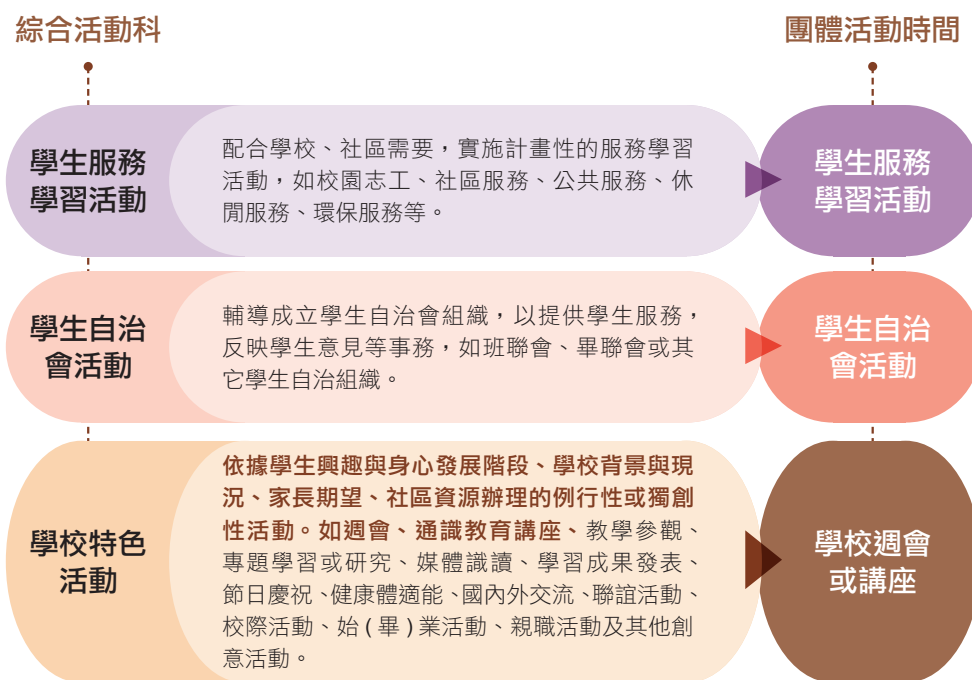 綜合活動科
團體活動時間
學生服務
學習活動
配合學校、社區需要，實施計畫性的服務學習
活動，如校園志工、社區服務、公共服務、休
閒服務、環保服務等。
學生服務
學習活動
學生自治
會活動
輔導成立學生自治會組織，以提供學生服務，
反映學生意見等事務，如班聯會、畢聯會或其
它學生自治組織。
學生自治
會活動
學校特色
活動
依據學生興趣與身心發展階段、學校背景與現
況、家長期望、社區資源辦理的例行性或獨創
性活動。如週會、通識教育講座、教學參觀、
專題學習或研究、媒體識讀、學習成果發表、
節日慶祝、健康體適能、國內外交流、聯誼活動、
校際活動、始 ( 畢 ) 業活動、親職活動及其他創
意活動。
學校週會
或講座